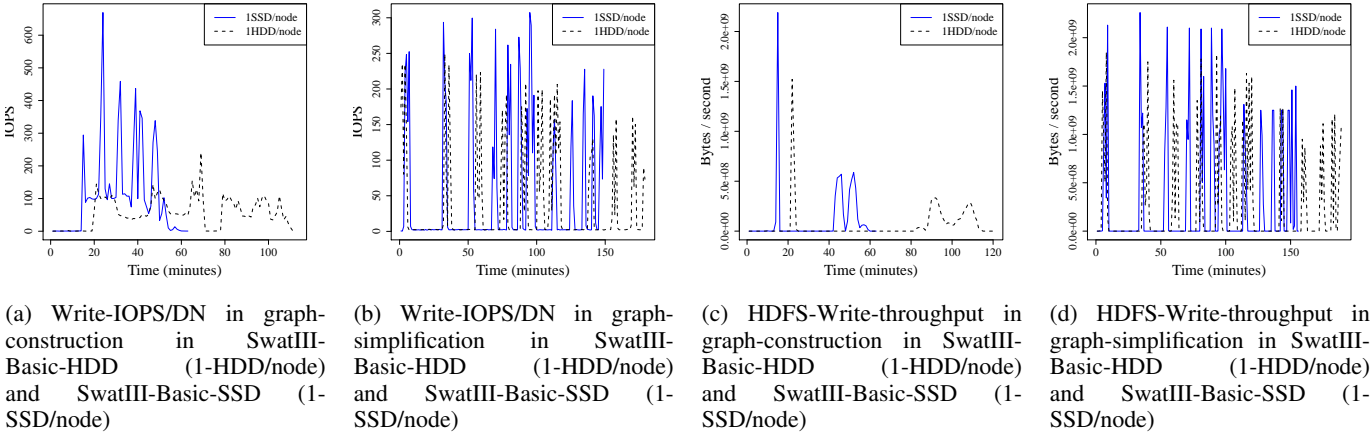 1SSD/node
1HDD/node
IOPS
0 100 200 300 400 500 600
0 20 40 60 80 100
Time (minutes)
1SSD/node
1HDD/node
IOPS
0 50 100 150 200 250 300
0 50 100 150
Time (minutes)
1SSD/node
1HDD/node
Bytes / second
0.0e+00 5.0e+08 1.0e+09 1.5e+09 2.0e+09
0 20 40 60 80 100 120
Time (minutes)
1SSD/node
1HDD/node
Bytes / second
0.0e+00 5.0e+08 1.0e+09 1.5e+09 2.0e+09
0 50 100 150
Time (minutes)
(a) Write-IOPS/DN in graph-
construction in SwatIII-
Basic-HDD (1-HDD/node)
and SwatIII-Basic-SSD (1-
SSD/node)
(b) Write-IOPS/DN in graph-
simplification in SwatIII-
Basic-HDD (1-HDD/node)
and SwatIII-Basic-SSD (1-
SSD/node)
(c) HDFS-Write-throughput in
graph-construction in SwatIII-
Basic-HDD (1-HDD/node)
and SwatIII-Basic-SSD (1-
SSD/node)
(d) HDFS-Write-throughput in
graph-simplification in SwatIII-
Basic-HDD (1-HDD/node)
and SwatIII-Basic-SSD (1-
SSD/node)